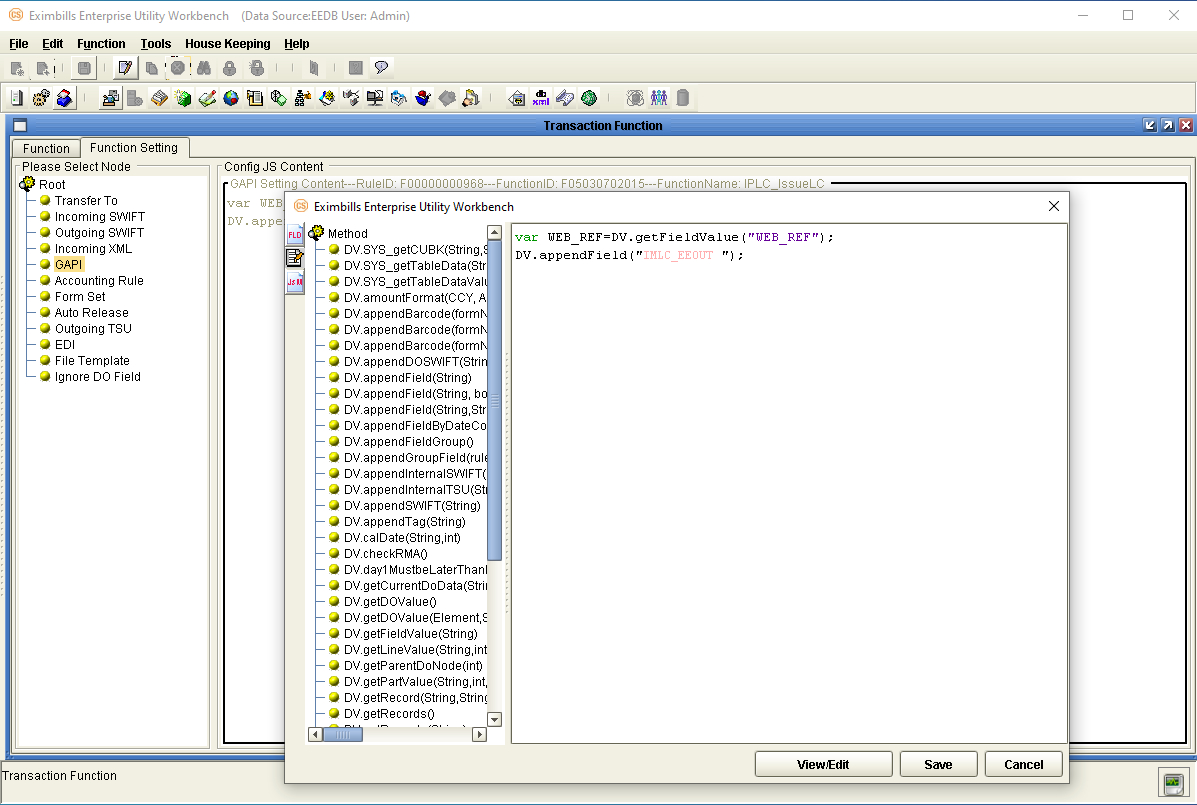 Eximbills Enterprise Utility Workbench (Data Source:EEDB User: Admin)
File Edit Function Tools House Keeping Help
Transaction Function
Function Function Setting
Please Select Node
Root
Transfer To
Incoming SWIFT
Outgoing SWIFT
Incoming XML
GAPI
Accounting Rule
Form Set
Auto Release
Outgoing TSU
EDI
File Template
Ignore DO Field
Config JS Content
GAPI Setting Content---RuleID: F00000000968---FunctionID: F05030702015---FunctionName: IPLC_IssueLC
var WEB
DV.appe
Eximbills Enterprise Utility Workbench
FLD
Method
DV.SYS_getCUBK(String,S
DV.SYS_getTableData(Str
DV.SYS_getTableDataValu
DV.amountFormat(CCY, A
DV.appendBarcode(formN
DV.appendBarcode(formN
DV.appendBarcode(formN
DV.appendDOSWIFT(Strin
DV.appendField(String)
DV.appendField(String, bo
DV.appendField(String,Str
DV.appendFieldByDateCo
DV.appendFieldGroup()
DV.appendGroupField(rule
DV.appendInternalSWIFT(
DV.appendInternalTSU(Str
DV.appendSWIFT(String)
DV.appendTag(String)
DV.calDate(String,int)
DV.checkRMA()
DV.day1MustbeLaterThanD
DV.getCurrentDoData(Strin
DV.getDOValue()
DV.getDOValue(Element,S
DV.getFieldValue(String)
DV.getLineValue(String,int
DV.getParentDoNode(int)
DV.getPartValue(String,int,
DV.getRecord(String,String
DV.getRecords()
var WEB_REF=DV.getFieldValue("WEB_REF");
DV.appendField("IMLC_EEOUT ");
View/Edit Save Cancel
Transaction Function